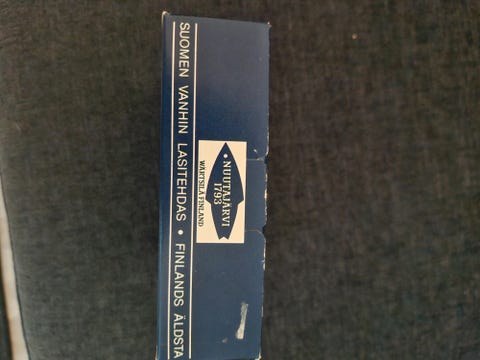 NUUTAJÄRVI
1793
WÄRTSILÄ FINLAND
SUOMEN VANHIN LASITEHDAS • FINLANDS ÄLDSTA